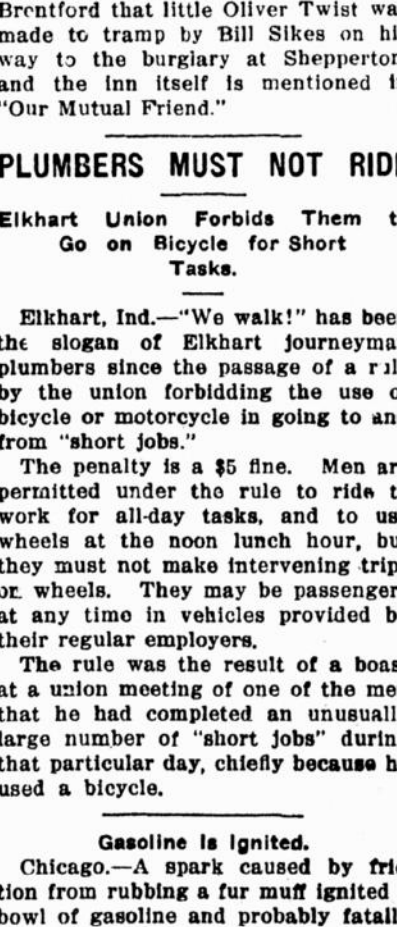 Brentford that little Oliver Twist wa
made to tramp by Bill Sikes on hi
way to the burglary at Shepperton
and the inn itself is mentioned i
"Our Mutual Friend."
PLUMBERS MUST NOT RID
Elkhart Union Forbids Them t
Go on Bicycle for Short
Tasks.
Elkhart, Ind.—"We walk!" has bee
the slogan of Elkhart journeyma
plumbers since the passage of a rul
by the union forbidding the use o
bicycle or motorcycle in going to an
from "short jobs."
The penalty is a $5 fine. Men ar
permitted under the rule to ride t
work for all-day tasks, and to us
wheels at the noon lunch hour, bu
they must not make intervening trip
on wheels. They may be passenger
at any time in vehicles provided b
their regular employers.
The rule was the result of a boas
at a union meeting of one of the me
that he had completed an unusuall
large number of "short jobs" durin
that particular day, chiefly because h
used a bicycle.
Gasoline Is Ignited.
Chicago.—A spark caused by fric
tion from rubbing a fur muff ignited
bowl of gasoline and probably fatall